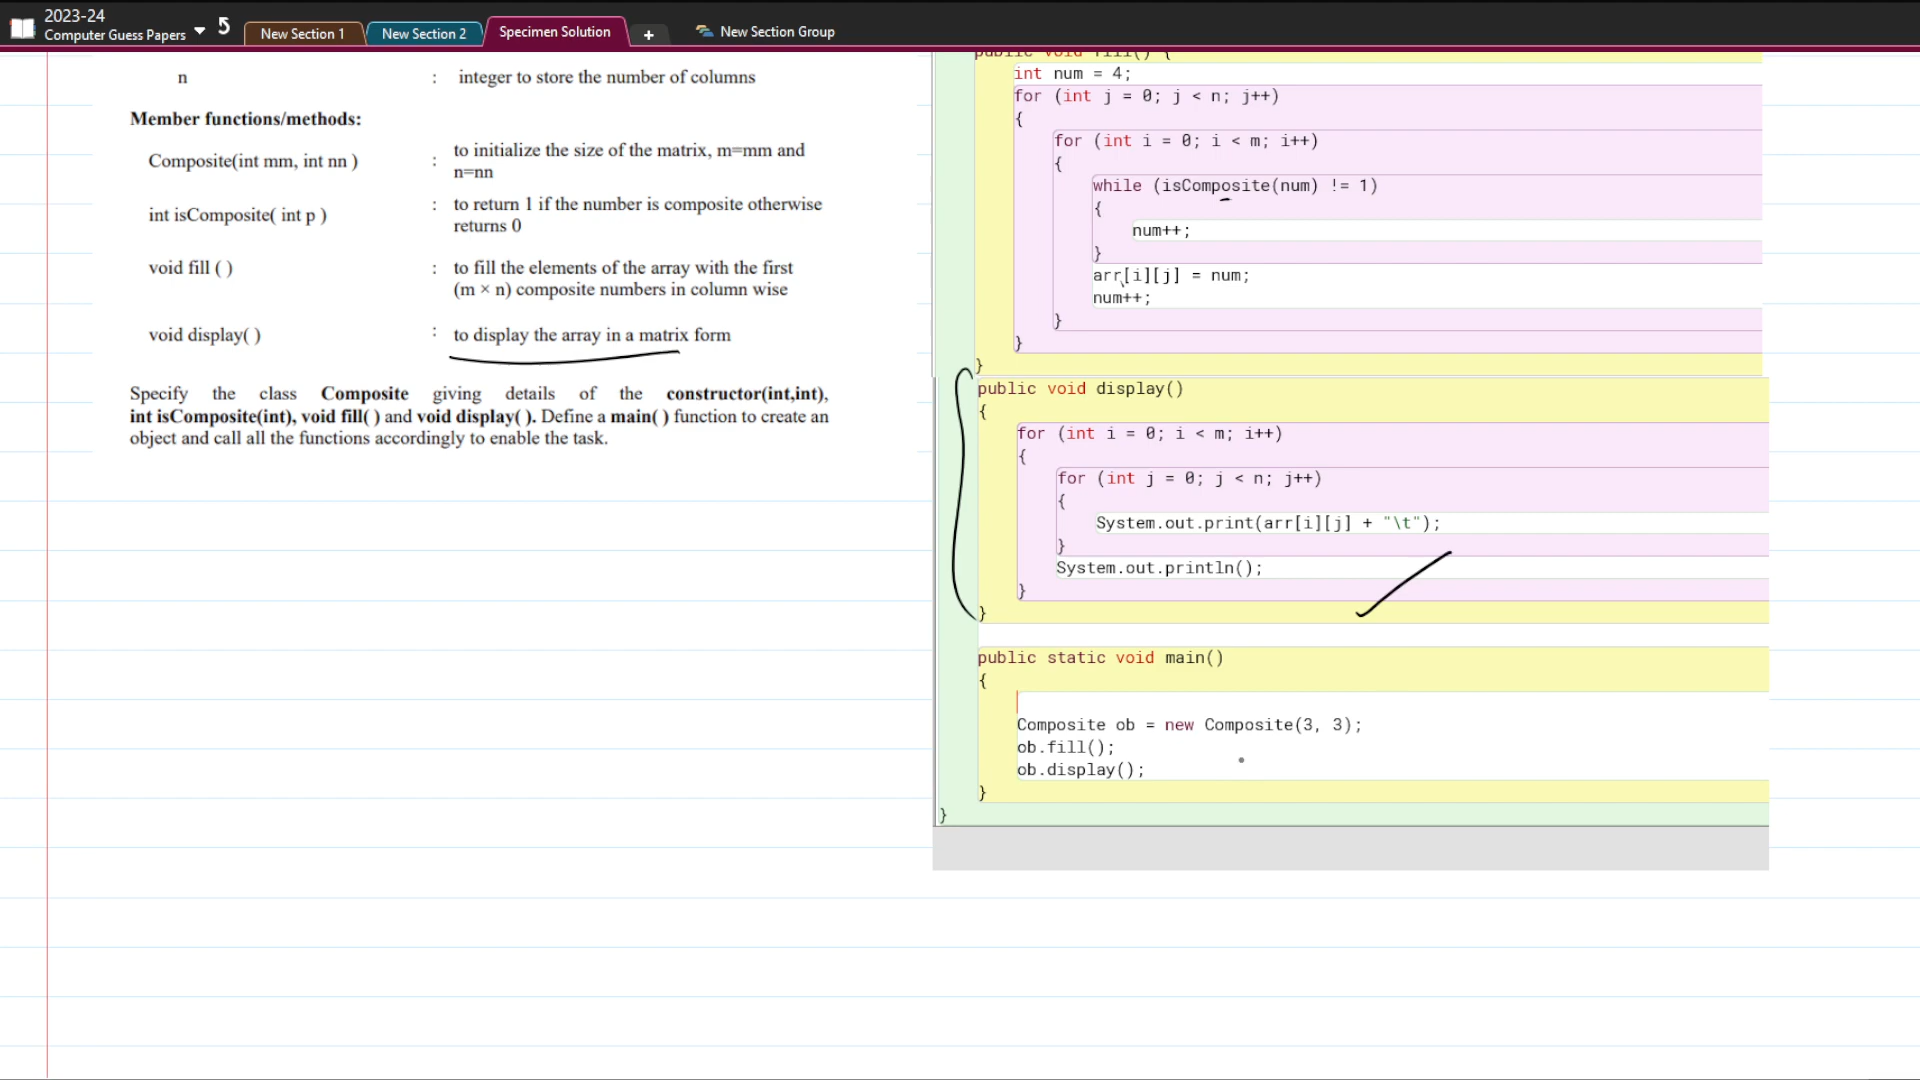 2023-24
Computer Guess Papers
New Section 1
New Section 2
Specimen Solution
+
New Section Group
n : integer to store the number of columns
Member functions/methods:
Composite(int mm, int nn ) : to initialize the size of the matrix, m=mm and
n=nn
int isComposite( int p ) : to return 1 if the number is composite otherwise
returns 0
void fill ( ) : to fill the elements of the array with the first
(m × n) composite numbers in column wise
void display( ) : to display the array in a matrix form
Specify the class Composite giving details of the constructor(int,int),
int isComposite(int), void fill( ) and void display( ). Define a main( ) function to create an
object and call all the functions accordingly to enable the task.
public void fill() {
int num = 4;
for (int j = 0; j < n; j++)
{
for (int i = 0; i < m; i++)
{
while (isComposite(num) != 1)
{
num++;
}
arr[i][j] = num;
num++;
}
}
}
public void display()
{
for (int i = 0; i < m; i++)
{
for (int j = 0; j < n; j++)
{
System.out.print(arr[i][j] + "\t");
}
System.out.println();
}
}
public static void main()
{
Composite ob = new Composite(3, 3);
ob.fill();
ob.display();
}
}